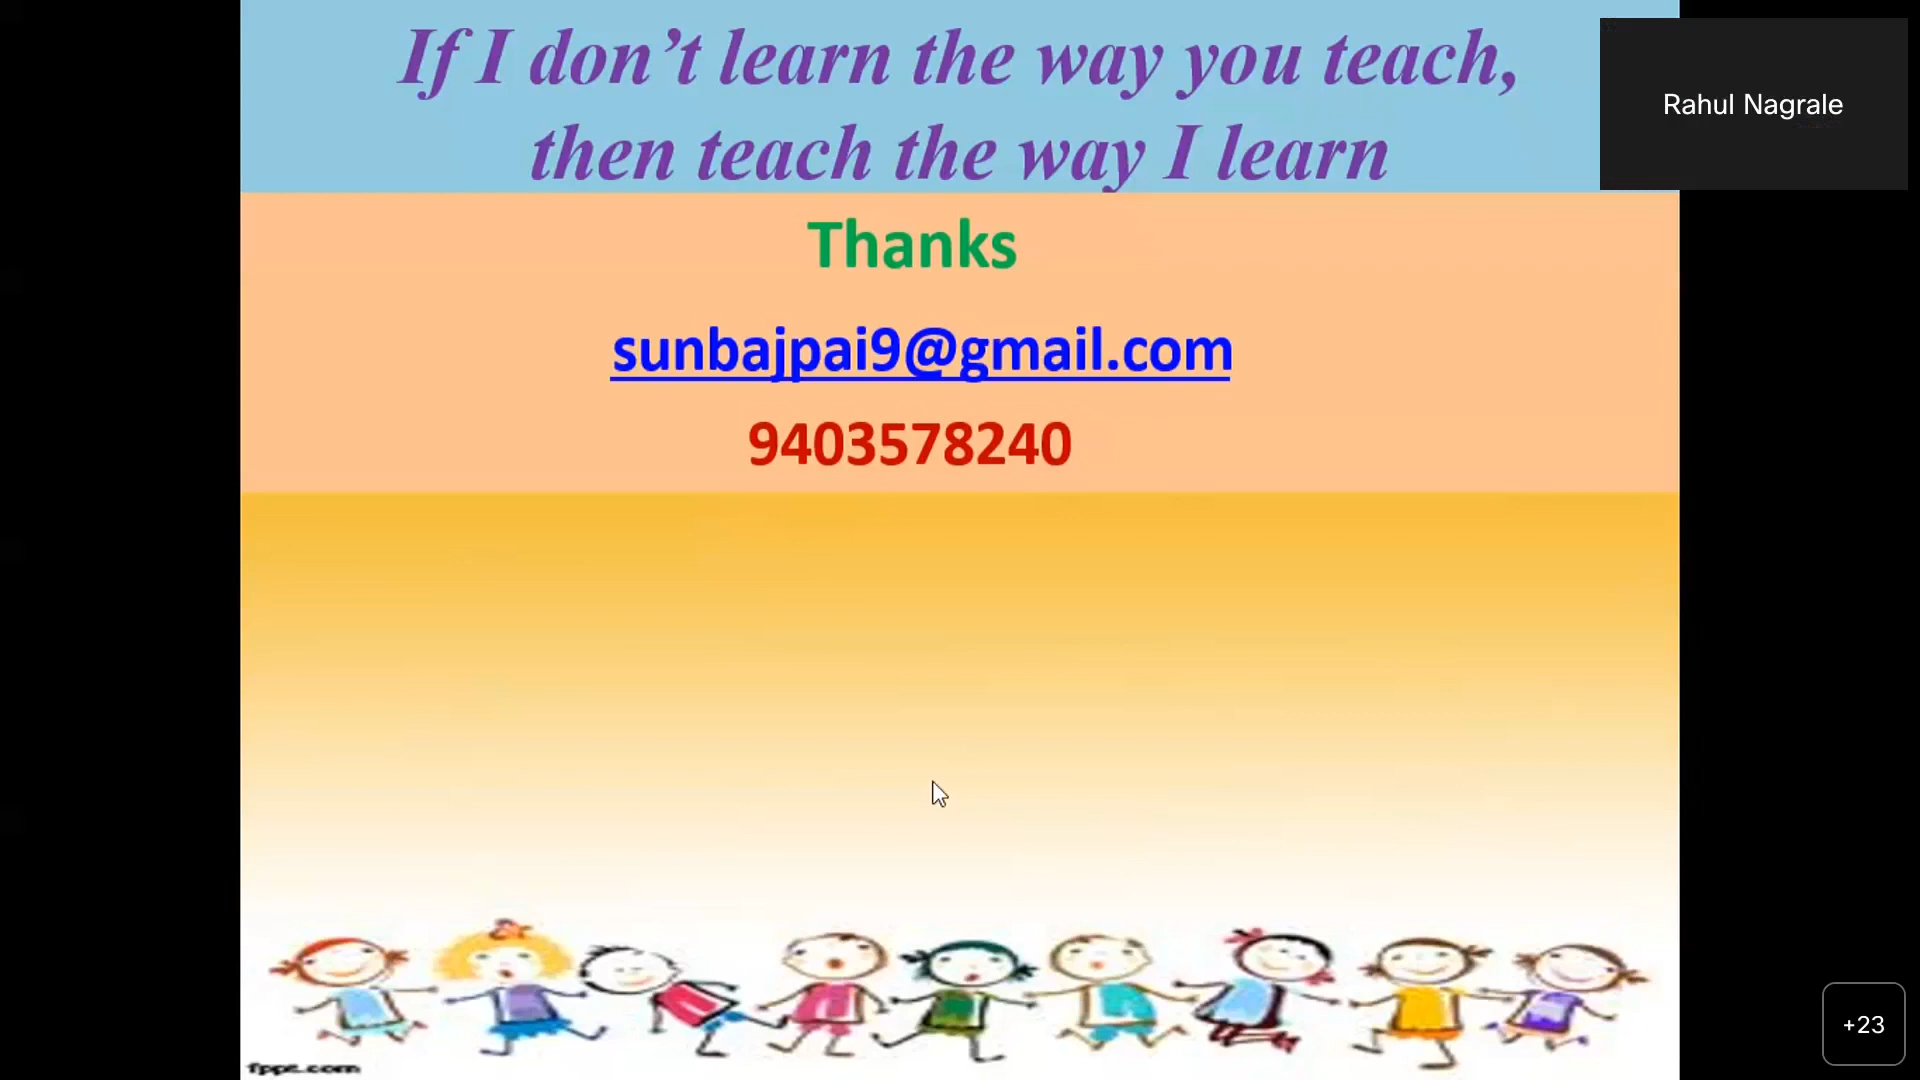 If I don’t learn the way you teach,
then teach the way I learn
Rahul Nagrale
Thanks
sunbajpai9@gmail.com
9403578240
+23
fppt.com